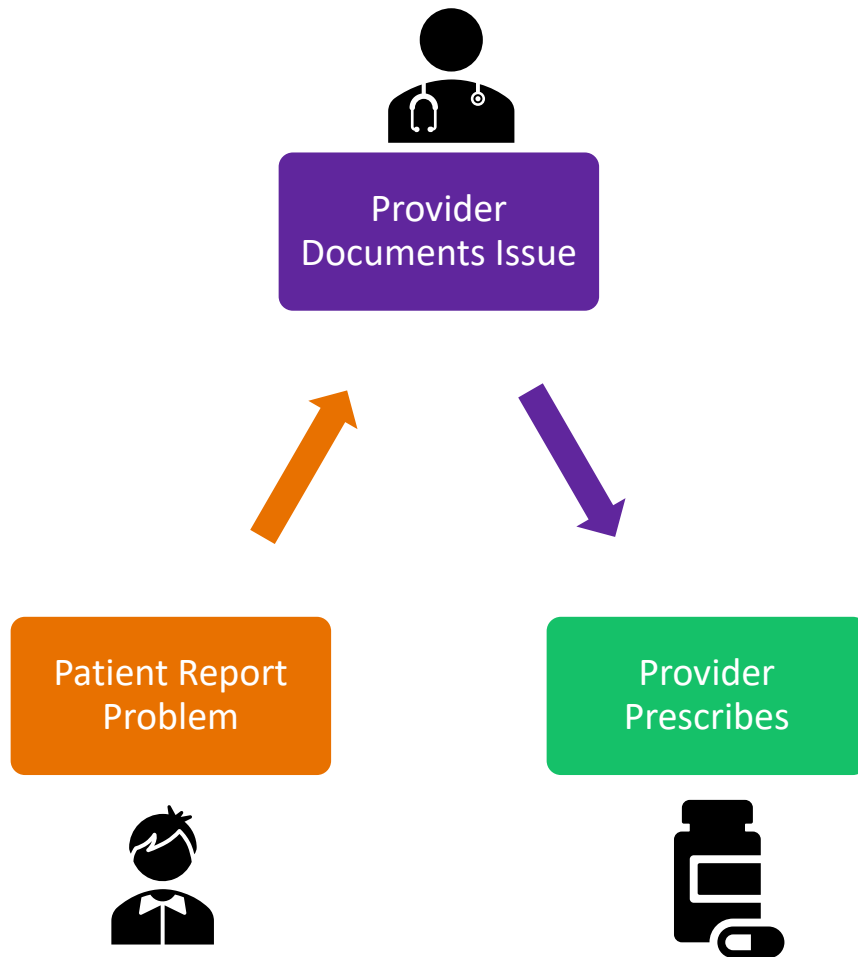 Provider
Documents Issue
Patient Report
Problem
Provider
Prescribes